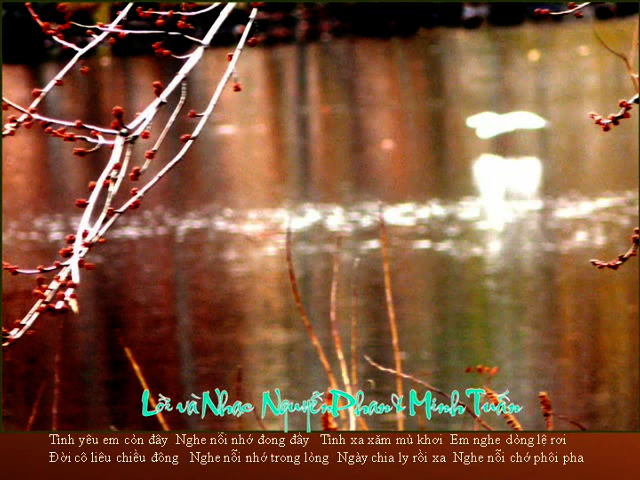 Lời và Nhạc Nguyễn Phan & Minh Tuấn
Tình yêu em còn đây Nghe nỗi nhớ đong đầy Tình xa xăm mù khơi Em nghe dòng lệ rơi
Đời cô liêu chiều đông Nghe nỗi nhớ trong lòng Ngày chia ly rồi xa Nghe nỗi chớ phôi pha